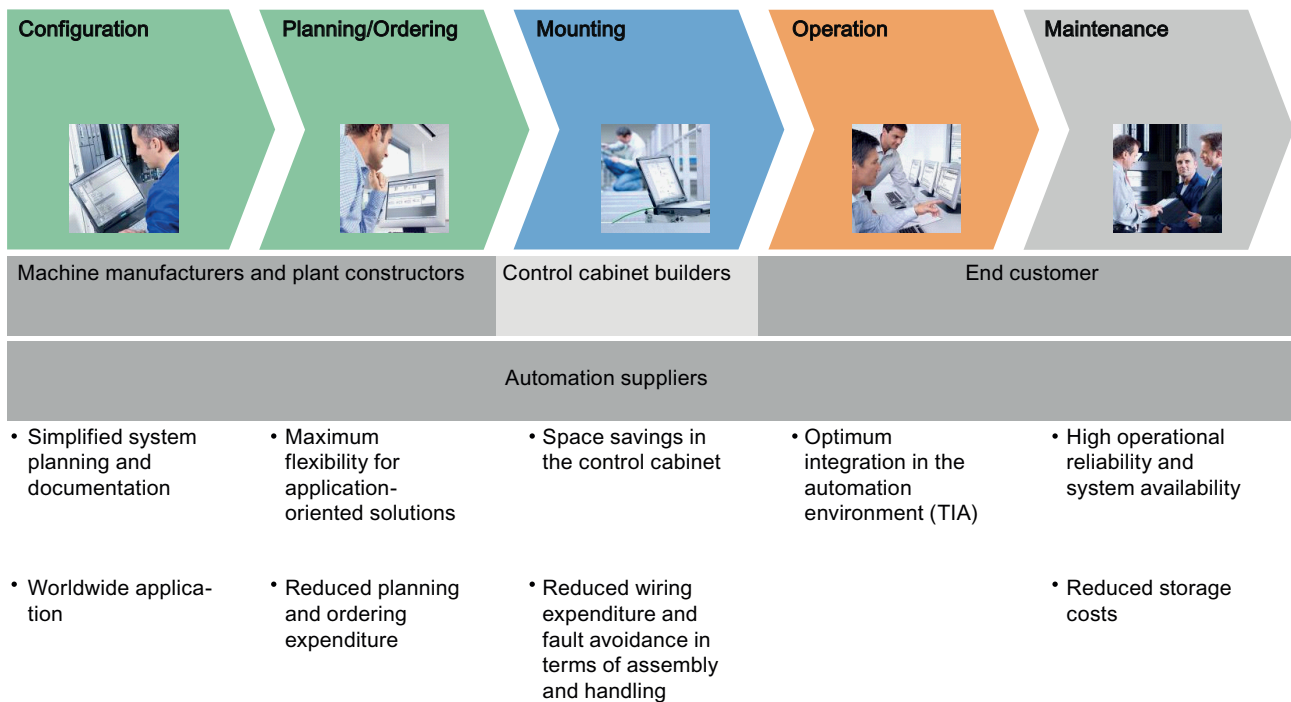 Configuration
Planning/Ordering
Mounting
Operation
Maintenance
Machine manufacturers and plant constructors
Control cabinet builders
End customer
Automation suppliers
• Simplified system
planning and
documentation
• Maximum
flexibility for
application-
oriented solutions
• Space savings in
the control cabinet
• Optimum
integration in the
automation
environment (TIA)
• High operational
reliability and
system availability
• Worldwide applica-
tion
• Reduced planning
and ordering
expenditure
• Reduced wiring
expenditure and
fault avoidance in
terms of assembly
and handling
• Reduced storage
costs